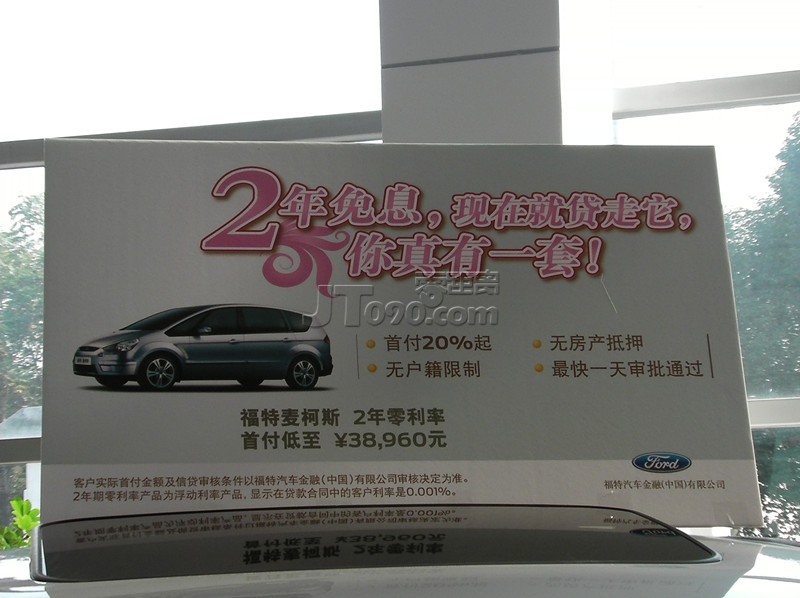 2年免息，现在就贷走它，
你真有一套！
JT090.com
首付20%起
无房产抵押
无户籍限制
最快一天审批通过
福特麦柯斯 2年零利率
首付低至 ¥38,960元
客户实际首付金额及信贷审核条件以福特汽车金融(中国)有限公司审核决定为准。
2年期零利率产品为浮动利率产品，显示在贷款合同中的客户利率是0.001%。
Ford
福特汽车金融(中国)有限公司